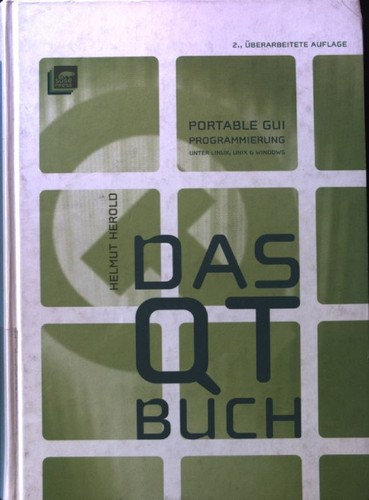 2., ÜBERARBEITETE AUFLAGE
PORTABLE GUI
PROGRAMMIERUNG
UNTER LINUX, UNIX & WINDOWS
HELMUT HEROLD
DAS
QT
BUCH